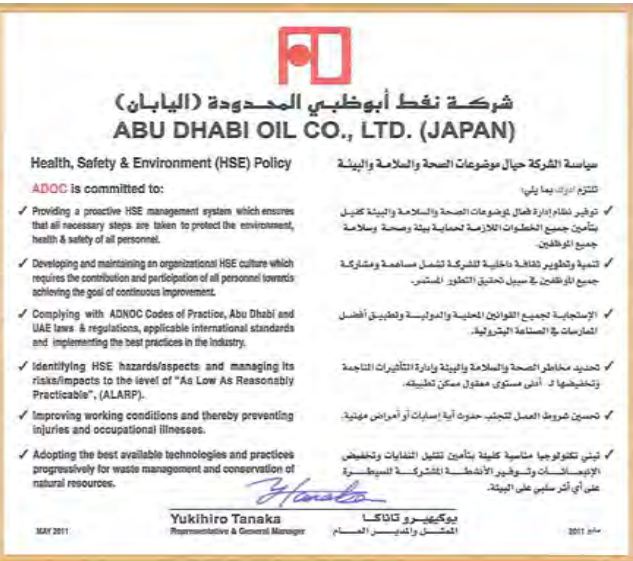 شركة نفط أبوظبي المحدودة (اليابان)
ABU DHABI OIL CO., LTD. (JAPAN)
Health, Safety & Environment (HSE) Policy
ADOC is committed to:
✓ Providing a proactive HSE management system which ensures
that all necessary steps are taken to protect the environment,
health & safety of all personnel.
✓ Developing and maintaining an organizational HSE culture which
requires the contribution and participation of all personnel towards
achieving the goal of continuous improvement.
✓ Complying with ADNOC Codes of Practice, Abu Dhabi and
UAE laws & regulations, applicable international standards
and implementing the best practices in the industry.
✓ Identifying HSE hazards/aspects and managing its
risks/impacts to the level of "As Low As Reasonably
Practicable", (ALARP).
✓ Improving working conditions and thereby preventing
injuries and occupational illnesses.
✓ Adopting the best available technologies and practices
progressively for waste management and conservation of
natural resources.
سياسة الشركة حيال موضوعات الصحة والسلامة والبيئة
تلتزم ادوك بما يلي:
✓ توفير نظام إدارة فعال لموضوعات الصحة والسلامة والبيئة كفيل
بتأمين جميع الخطوات اللازمة لحماية بيئة وصحة وسلامة
جميع الموظفين.
✓ تنمية وتطوير ثقافة داخلية للشركة تشمل مساهمة ومشاركة
جميع الموظفين في سبيل تحقيق التطور المستمر.
✓ الإستجابة لجميع القوانين المحلية والدولية وتطبيق أفضل
الممارسات في الصناعة البترولية.
✓ تحديد مخاطر الصحة والسلامة والبيئة وإدارة التأثيرات الناجمة
وتخفيضها لـ أدنى مستوى معقول ممكن تطبيقه.
✓ تحسين شروط العمل لتجنب حدوث أية إصابات أو أمراض مهنية.
✓ تبني تكنولوجيا مناسبة كفيلة بتأمين تقليل النفايات وتخفيض
الإنبعاثات وتوفير الأنشطة المشتركة للسيطرة
على أي أثر سلبي على البيئة.
Yukihiro Tanaka
Representative & General Manager
يوكيهيرو تاناكا
الممثل والمدير العام
MAY 2011
مايو 2011